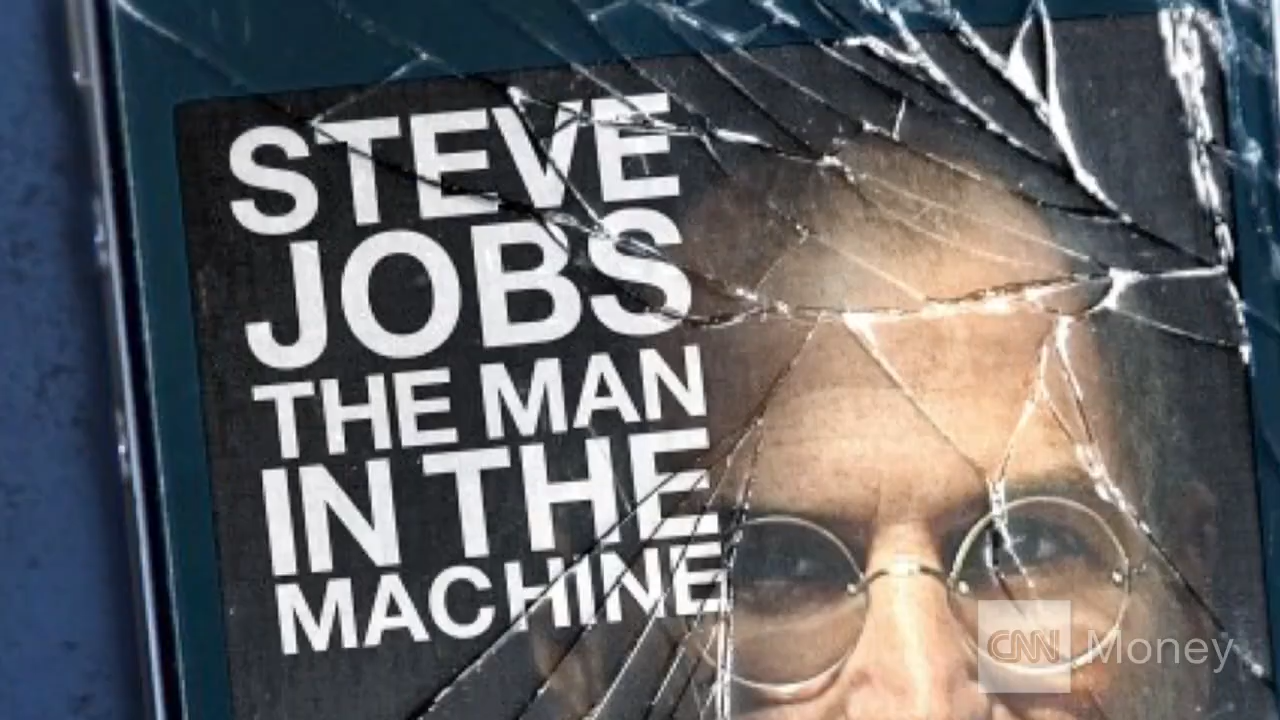 STEVE
JOBS
THE MAN
IN THE
MACHINE
CNN Money